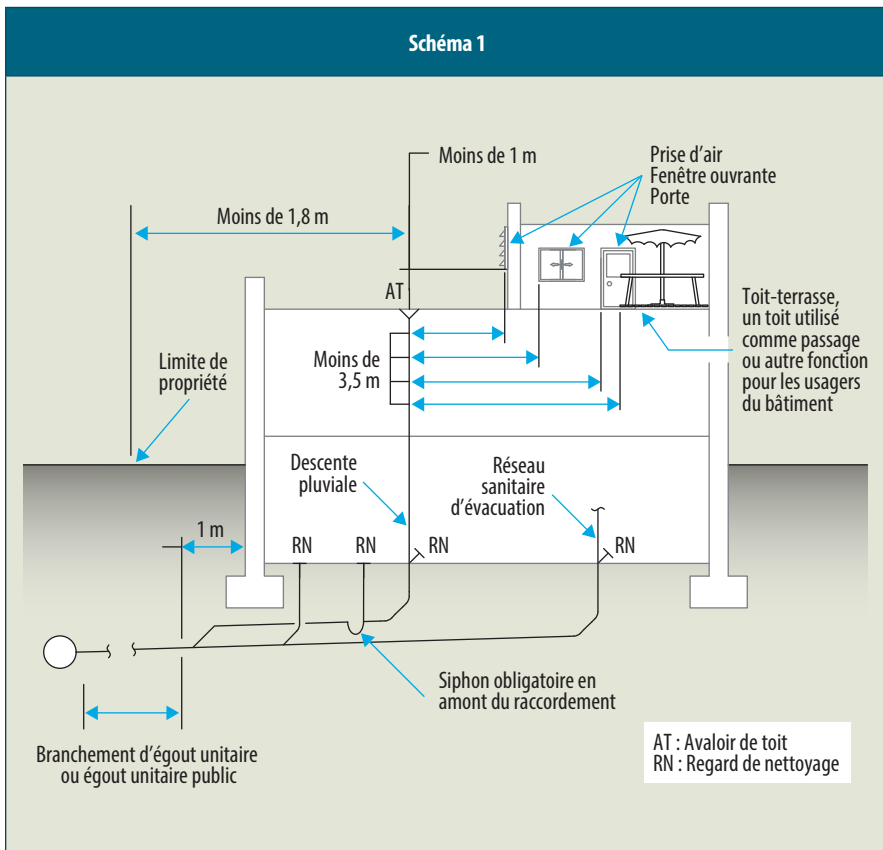 Schéma 1
Moins de 1 m
Prise d'air
Fenêtre ouvrante
Porte
Moins de 1,8 m
AT
Toit-terrasse,
un toit utilisé
comme passage
ou autre fonction
pour les usagers
du bâtiment
Moins de
3,5 m
Limite de
propriété
Descente
pluviale
Réseau
sanitaire
d'évacuation
1 m
RN
RN
RN
RN
Siphon obligatoire en
amont du raccordement
Branchement d'égout unitaire
ou égout unitaire public
AT : Avaloir de toit
RN : Regard de nettoyage